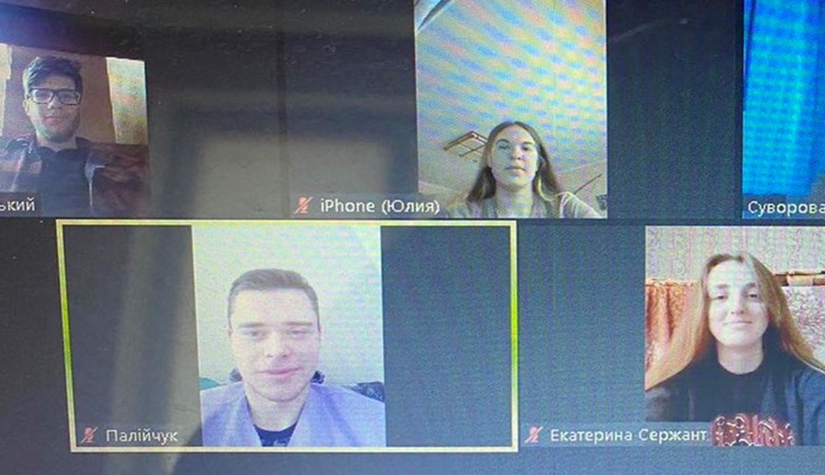 ький
iPhone (Юлия)
Суворова
Палійчук
Екатерина Сержант